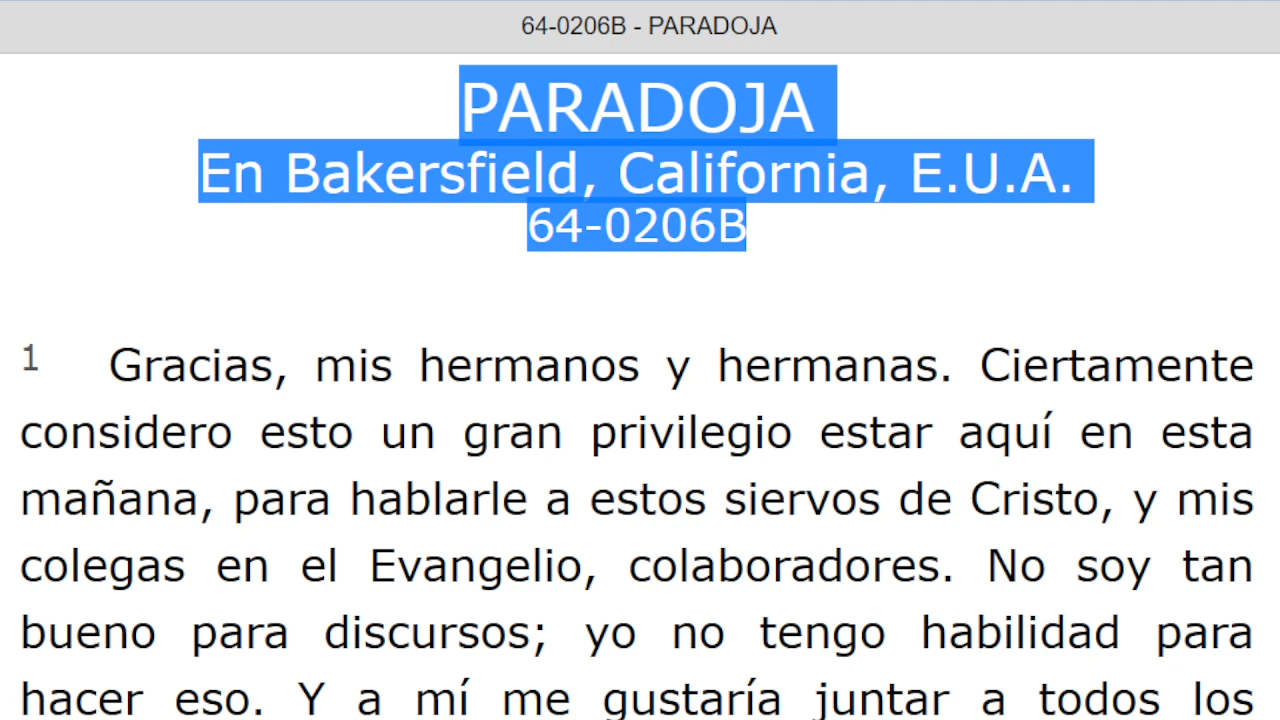 64-0206B - PARADOJA
PARADOJA
En Bakersfield, California, E.U.A.
64-0206B
1 Gracias, mis hermanos y hermanas. Ciertamente
considero esto un gran privilegio estar aquí en esta
mañana, para hablarle a estos siervos de Cristo, y mis
colegas en el Evangelio, colaboradores. No soy tan
bueno para discursos; yo no tengo habilidad para
hacer eso. Y a mí me gustaría juntar a todos los